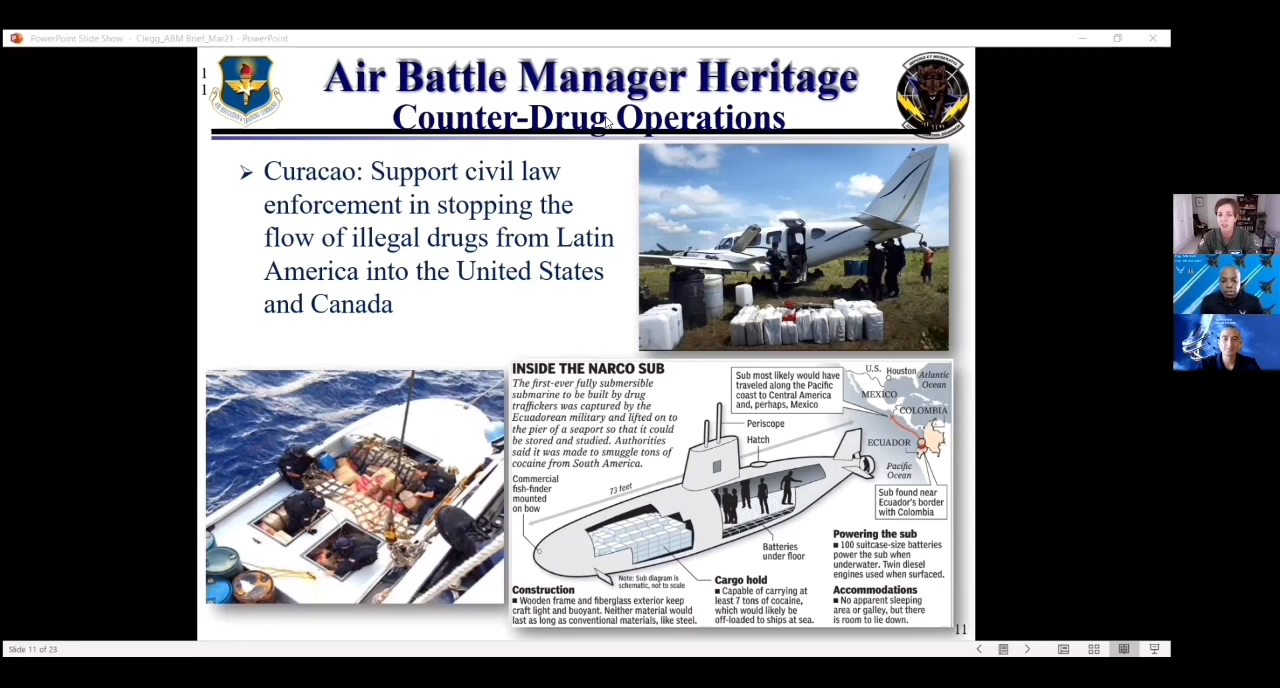 PowerPoint Slide Show - Clegg_ABM Brief_Mar21 - PowerPoint
1
1
Air Battle Manager Heritage
Counter-Drug Operations
Curacao: Support civil law
enforcement in stopping the
flow of illegal drugs from Latin
America into the United States
and Canada
INSIDE THE NARCO SUB
The first-ever fully submersible
submarine to be built by drug
traffickers was captured by the
Ecuadorean military and lifted on to
the pier of a seaport so that it could
be stored and studied. Authorities
said it was made to smuggle tons of
cocaine from South America.
Sub most likely would have
traveled along the Pacific
coast to Central America
and, perhaps, Mexico
U.S.
Houston
Atlantic
Ocean
MEXICO
COLOMBIA
ECUADOR
Pacific
Ocean
Sub found near
Ecuador's border
with Colombia
Periscope
Hatch
Commercial
fish-finder
mounted
on bow
73 feet
Batteries
under floor
Note: Sub diagram is
schematic, not to scale
Construction
■ Wooden frame and fiberglass exterior keep
craft light and buoyant. Neither material would
last as long as conventional materials, like steel.
Cargo hold
■ Capable of carrying at
least 7 tons of cocaine,
which would likely be
off-loaded to ships at sea.
Powering the sub
■ 100 suitcase-size batteries
power the sub when
underwater. Twin diesel
engines used when surfaced.
Accommodations
■ No apparent sleeping
area or galley, but there
is room to lie down.
11
Slide 11 of 23